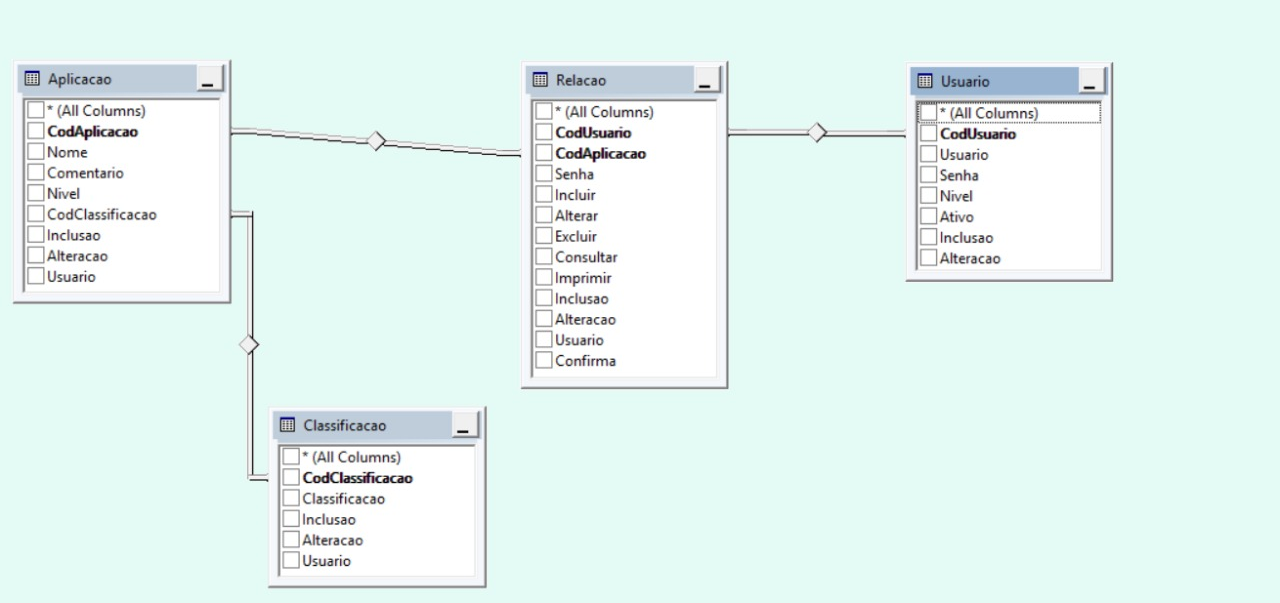 Aplicacao
* (All Columns)
CodAplicacao
Nome
Comentario
Nivel
CodClassificacao
Inclusao
Alteracao
Usuario
Relacao
* (All Columns)
CodUsuario
CodAplicacao
Senha
Incluir
Alterar
Excluir
Consultar
Imprimir
Inclusao
Alteracao
Usuario
Confirma
Usuario
* (All Columns)
CodUsuario
Usuario
Senha
Nivel
Ativo
Inclusao
Alteracao
Classificacao
* (All Columns)
CodClassificacao
Classificacao
Inclusao
Alteracao
Usuario